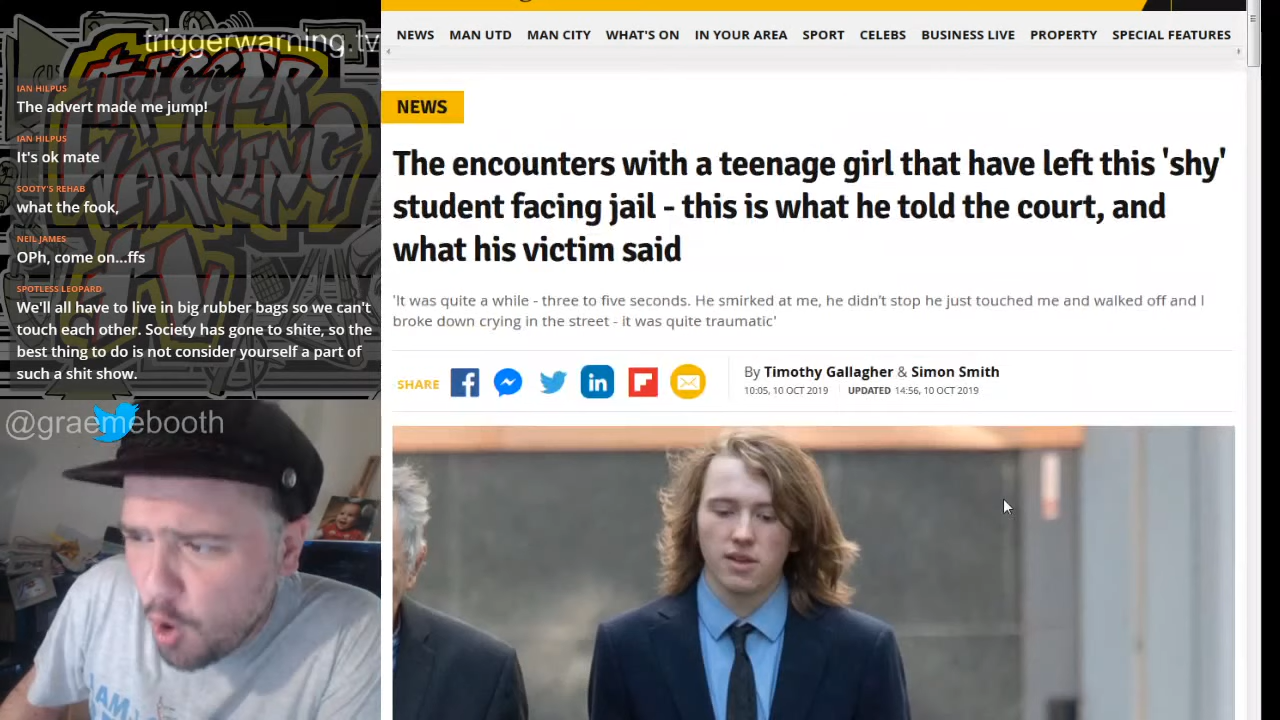 triggerwarning.tv
TRIGGER
WARNING
IAN HILPUS
The advert made me jump!
IAN HILPUS
It's ok mate
SOOTY'S REHAB
what the fook,
NEIL JAMES
OPh, come on...ffs
SPOTLESS LEOPARD
We'll all have to live in big rubber bags so we can't
touch each other. Society has gone to shite, so the
best thing to do is not consider yourself a part of
such a shit show.
@graemebooth
I AM
NEWS MAN UTD MAN CITY WHAT'S ON IN YOUR AREA SPORT CELEBS BUSINESS LIVE PROPERTY SPECIAL FEATURES
NEWS
The encounters with a teenage girl that have left this 'shy'
student facing jail - this is what he told the court, and
what his victim said
'It was quite a while - three to five seconds. He smirked at me, he didn't stop he just touched me and walked off and I
broke down crying in the street - it was quite traumatic'
SHARE
By Timothy Gallagher & Simon Smith
10:05, 10 OCT 2019 UPDATED 14:56, 10 OCT 2019